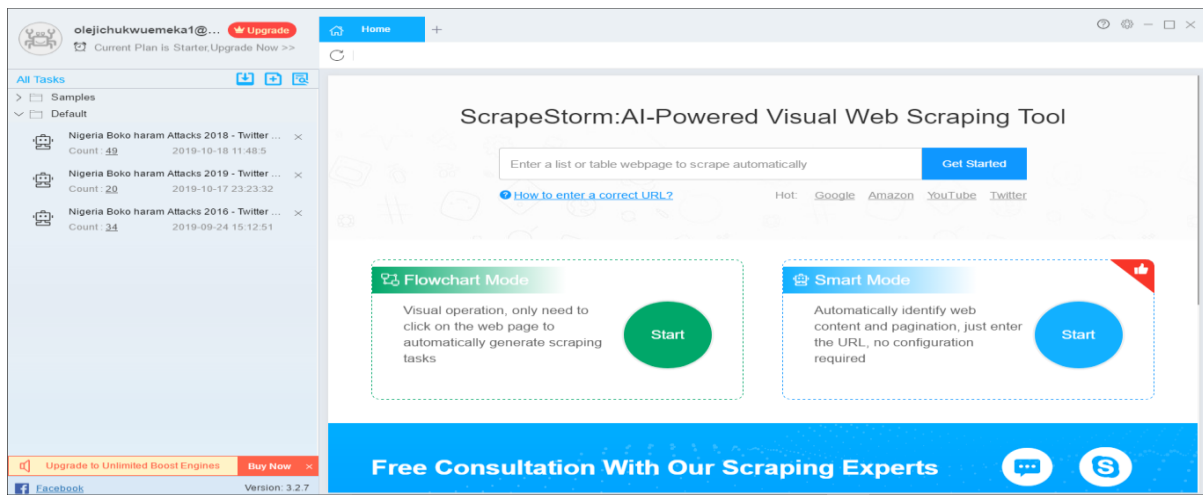 olejichukwuemeka1@... Upgrade
Current Plan is Starter,Upgrade Now >>
All Tasks
Samples
Default
Nigeria Boko haram Attacks 2018 - Twitter ...
Count : 49 2019-10-18 11:48:5
Nigeria Boko haram Attacks 2019 - Twitter ...
Count : 20 2019-10-17 23:23:32
Nigeria Boko haram Attacks 2016 - Twitter ...
Count : 34 2019-09-24 15:12:51
Upgrade to Unlimited Boost Engines Buy Now
Facebook Version: 3.2.7
Home
ScrapeStorm:AI-Powered Visual Web Scraping Tool
Enter a list or table webpage to scrape automatically Get Started
How to enter a correct URL? Hot: Google Amazon YouTube Twitter
Flowchart Mode
Visual operation, only need to
click on the web page to
automatically generate scraping
tasks
Start
Smart Mode
Automatically identify web
content and pagination, just enter
the URL, no configuration
required
Start
Free Consultation With Our Scraping Experts